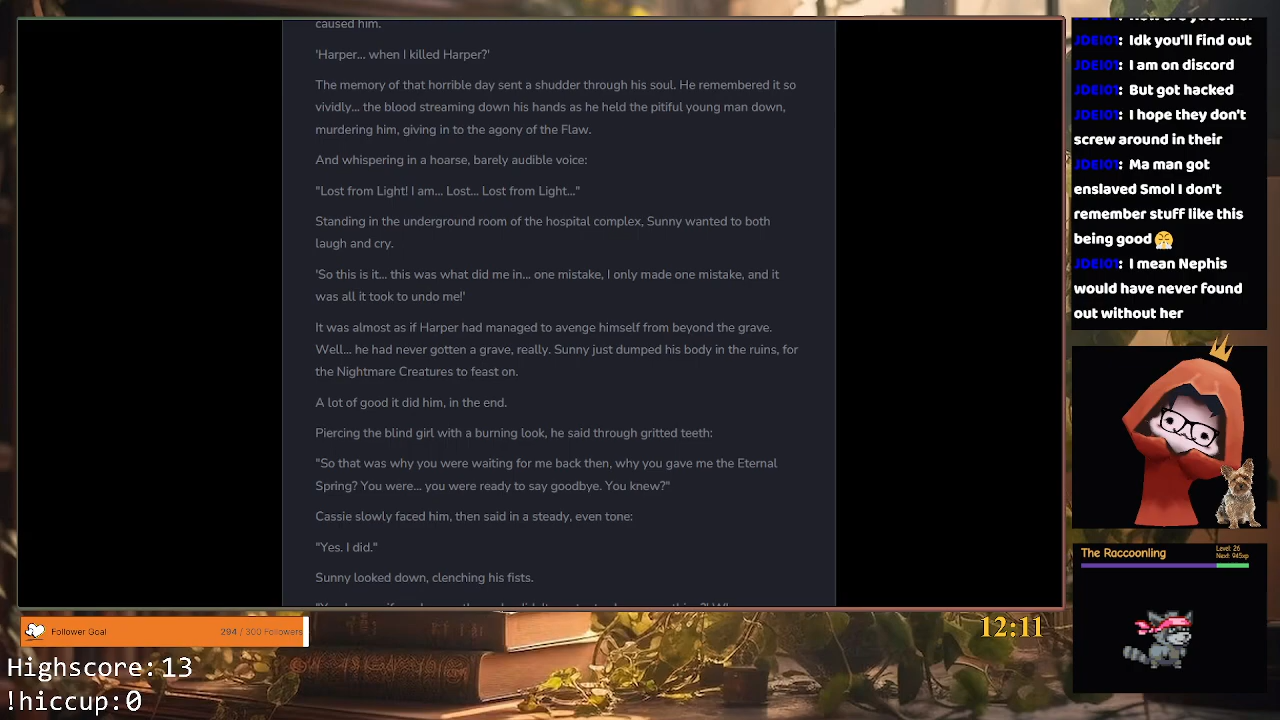 caused him.
'Harper... when I killed Harper?'
The memory of that horrible day sent a shudder through his soul. He remembered it so
vividly... the blood streaming down his hands as he held the pitiful young man down,
murdering him, giving in to the agony of the Flaw.
And whispering in a hoarse, barely audible voice:
"Lost from Light! I am... Lost... Lost from Light..."
Standing in the underground room of the hospital complex, Sunny wanted to both
laugh and cry.
'So this is it... this was what did me in... one mistake, I only made one mistake, and it
was all it took to undo me!'
It was almost as if Harper had managed to avenge himself from beyond the grave.
Well... he had never gotten a grave, really. Sunny just dumped his body in the ruins, for
the Nightmare Creatures to feast on.
A lot of good it did him, in the end.
Piercing the blind girl with a burning look, he said through gritted teeth:
"So that was why you were waiting for me back then, why you gave me the Eternal
Spring? You were... you were ready to say goodbye. You knew?"
Cassie slowly faced him, then said in a steady, even tone:
"Yes. I did."
Sunny looked down, clenching his fists.
JDEI01: Idk you'll find out
JDEI01: I am on discord
JDEI01: But got hacked
JDEI01: I hope they don't
screw around in their
JDEI01: Ma man got
enslaved Smol I don't
remember stuff like this
being good 😤
JDEI01: I mean Nephis
would have never found
out without her
The Raccoonling
Level: 26
Next: 945xp
Follower Goal
294 / 300 Followers
12:11
Highscore:13
!hiccup:0